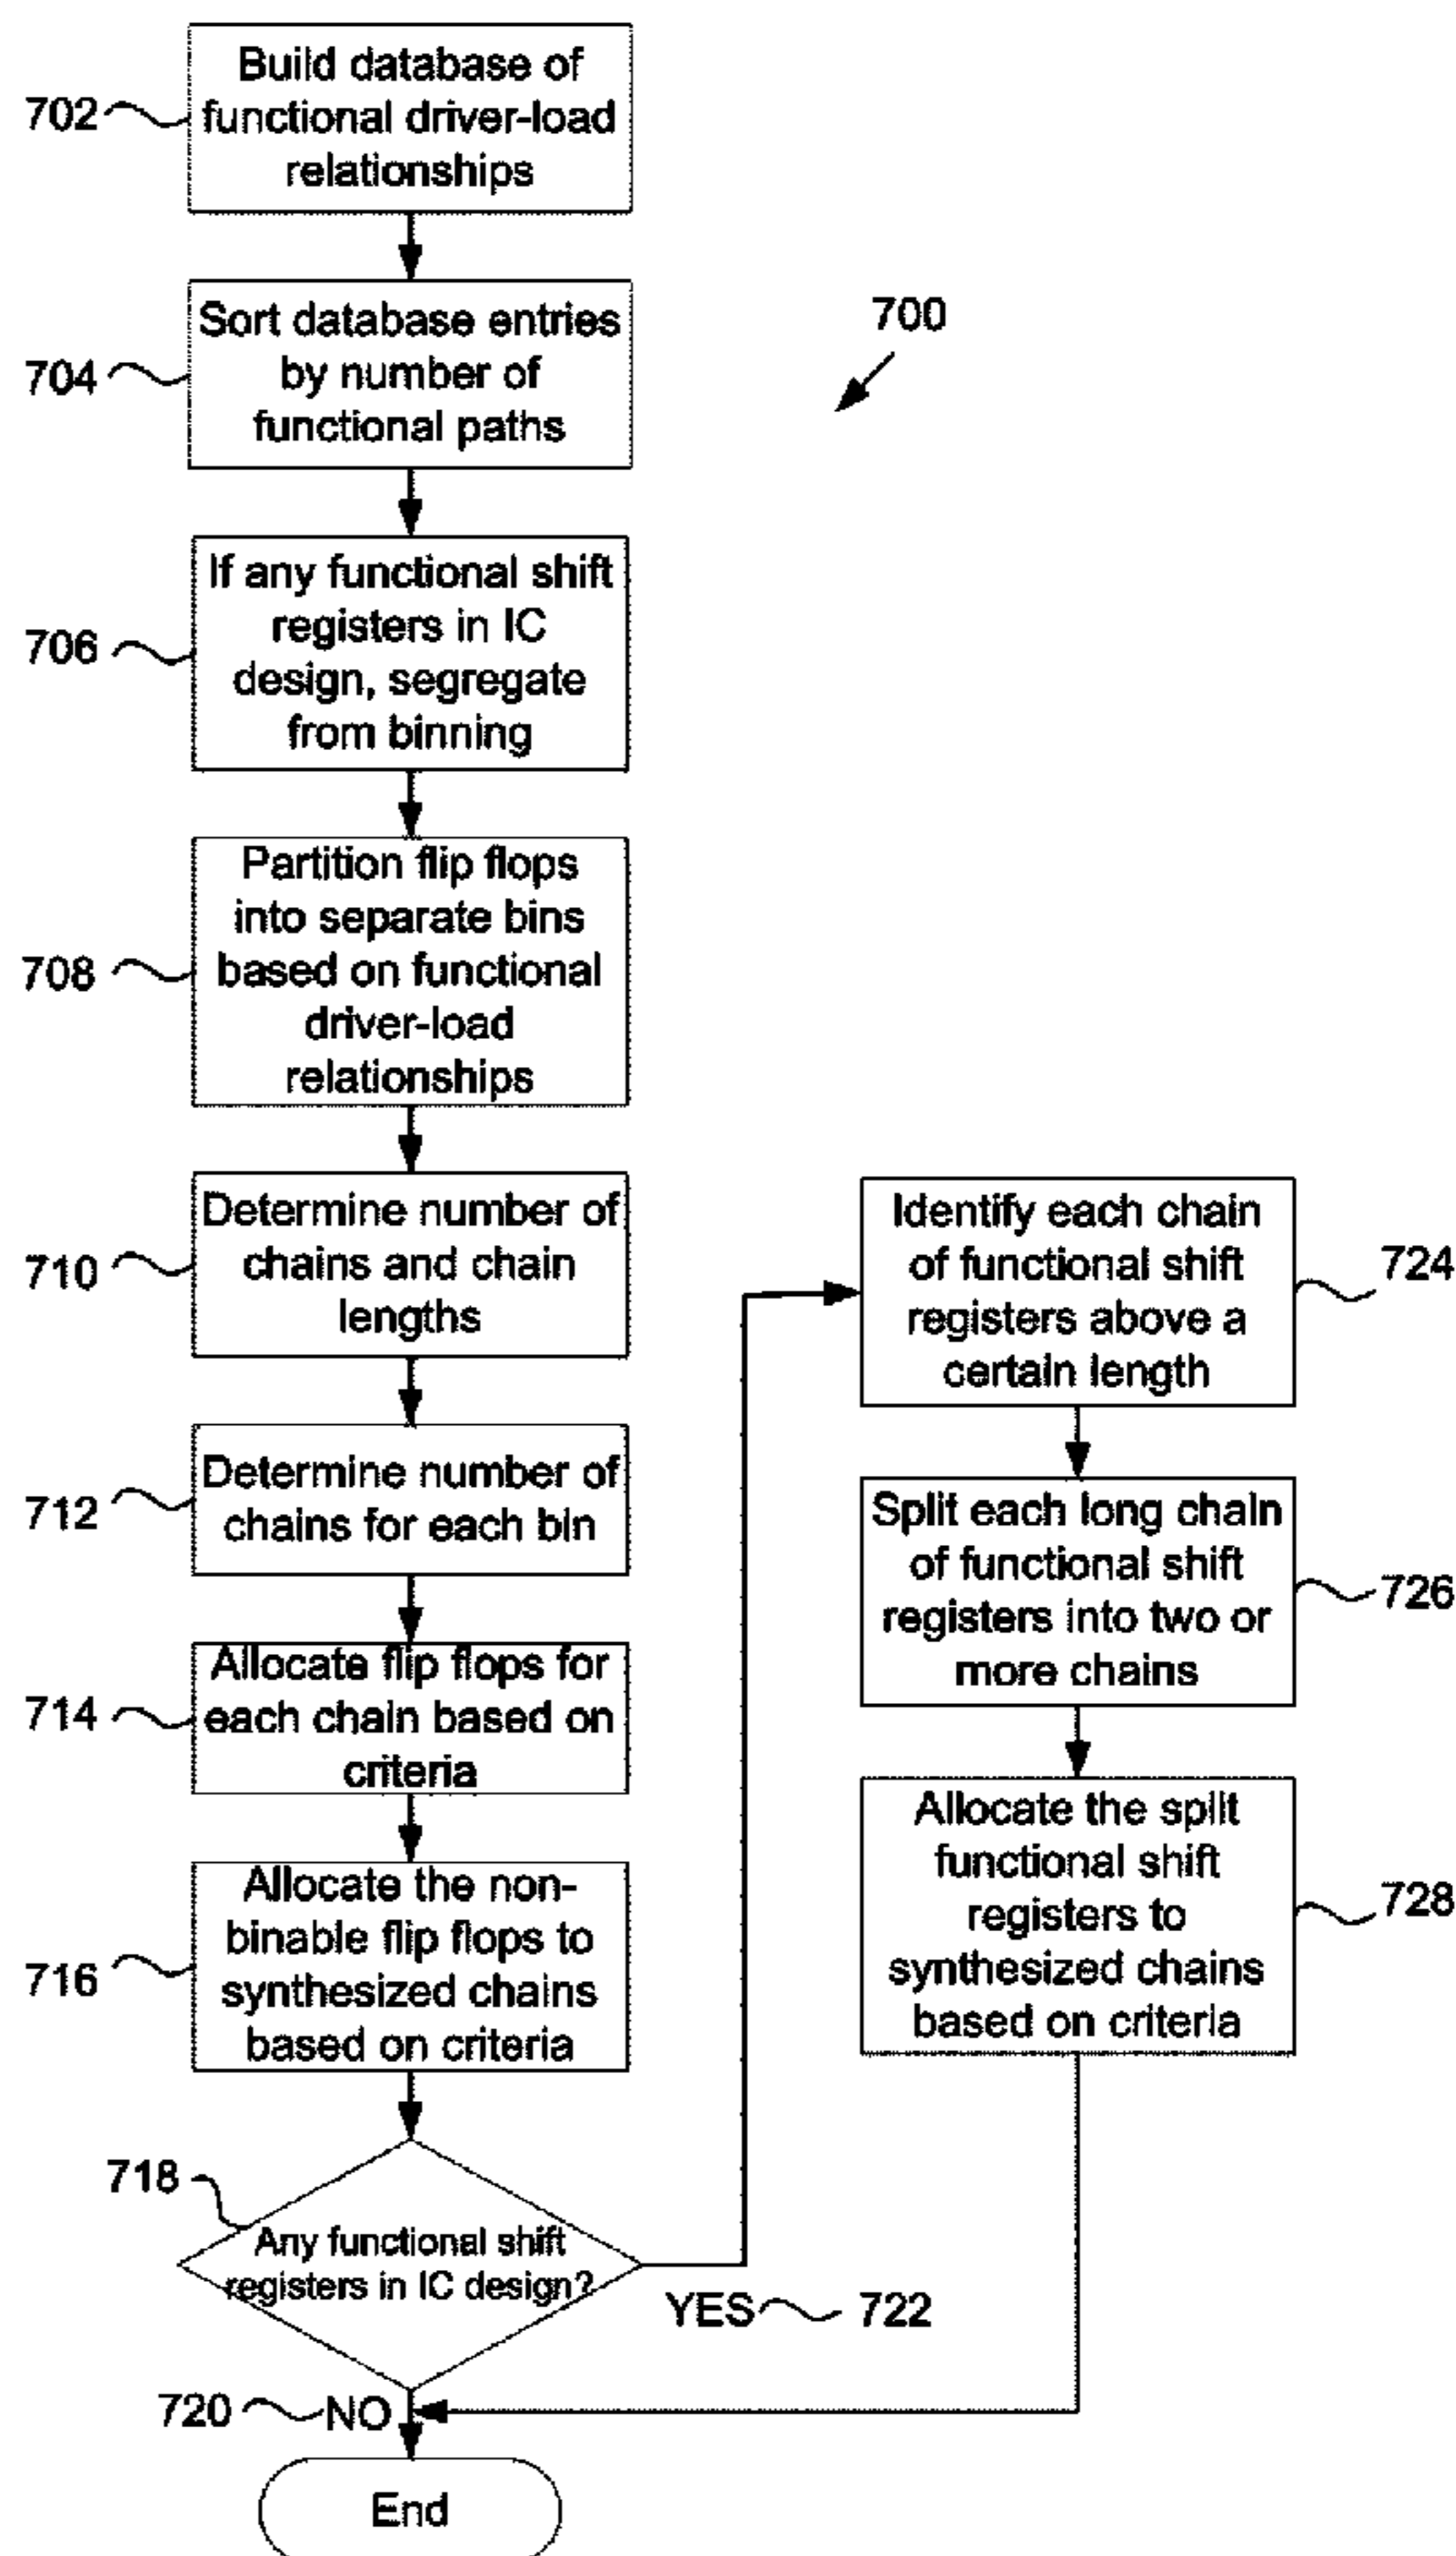 Build database of
functional driver-load
relationships
702
Sort database entries
by number of
functional paths
704
700
If any functional shift
registers in IC
design, segregate
from binning
706
Partition flip flops
into separate bins
based on functional
driver-load
relationships
708
Determine number of
chains and chain
lengths
710
Determine number of
chains for each bin
712
Allocate flip flops for
each chain based on
criteria
714
Allocate the non-
binable flip flops to
synthesized chains
based on criteria
716
718
Any functional shift
registers in IC design?
YES
722
720
NO
End
Identify each chain
of functional shift
registers above a
certain length
724
Split each long chain
of functional shift
registers into two or
more chains
726
Allocate the split
functional shift
registers to
synthesized chains
based on criteria
728